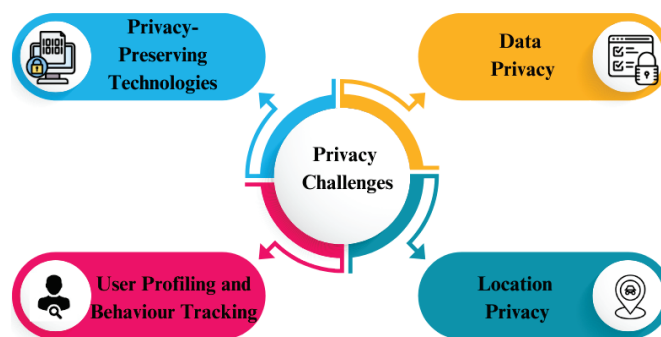 Privacy-
Preserving
Technologies
Data
Privacy
Privacy
Challenges
User Profiling and
Behaviour Tracking
Location
Privacy